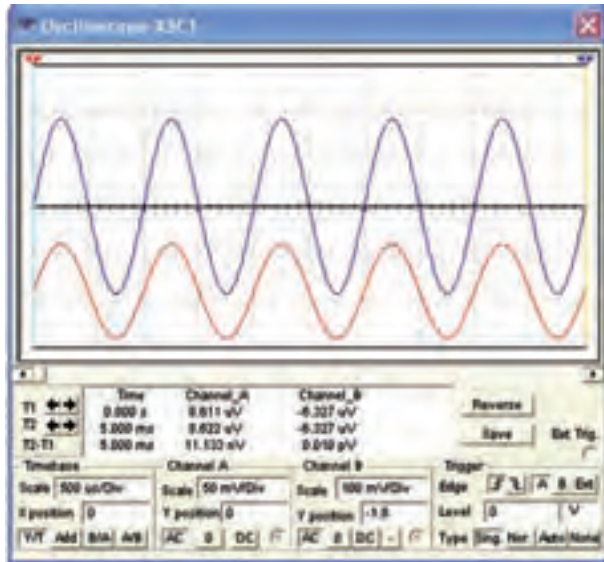 Oscilloscope-XSC1
Time Channel_A Channel_B
T1 0.000 s
T2 5.000 ms -6.327 uV
T2-T1 5.000 ms
Reverse
Save Ext. Trig.
Timebase Channel A Channel B Trigger
Scale 500 us/Div Scale 50 mV/Div Scale 100 mV/Div Edge A B Ext
X position 0 Y position 0 Y position Level 0 V
Y/T Add B/A A/B AC 0 DC AC 0 DC - Type Sing. Nor. Auto None